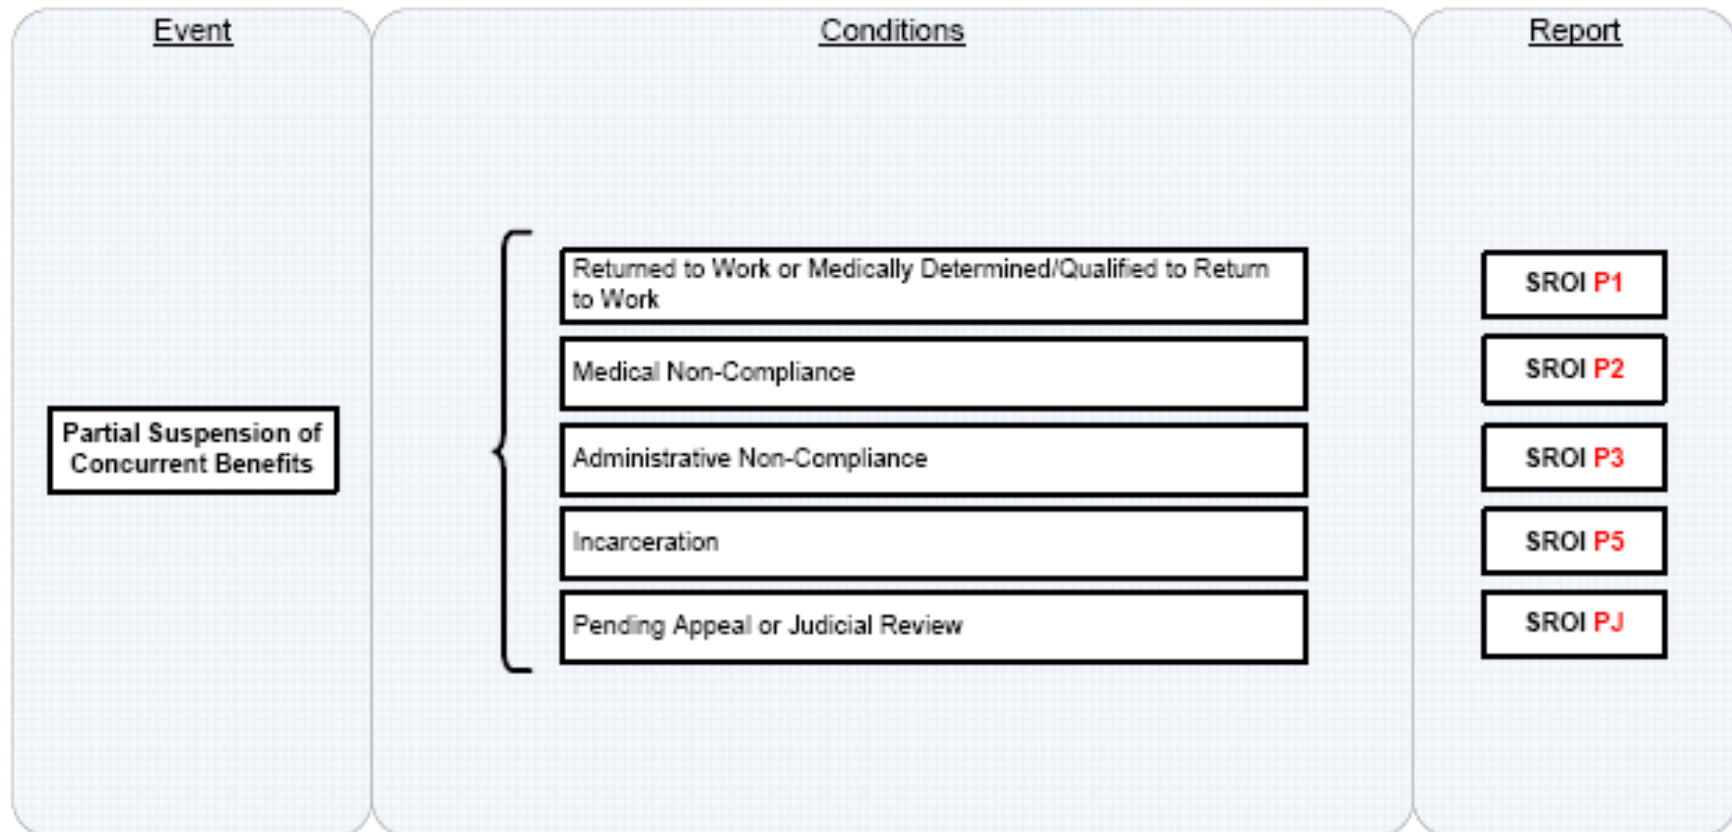 Event
Conditions
Report
Partial Suspension of
Concurrent Benefits
Returned to Work or Medically Determined/Qualified to Return
to Work
SROI P1
Medical Non-Compliance
SROI P2
Administrative Non-Compliance
SROI P3
Incarceration
SROI P5
Pending Appeal or Judicial Review
SROI PJ